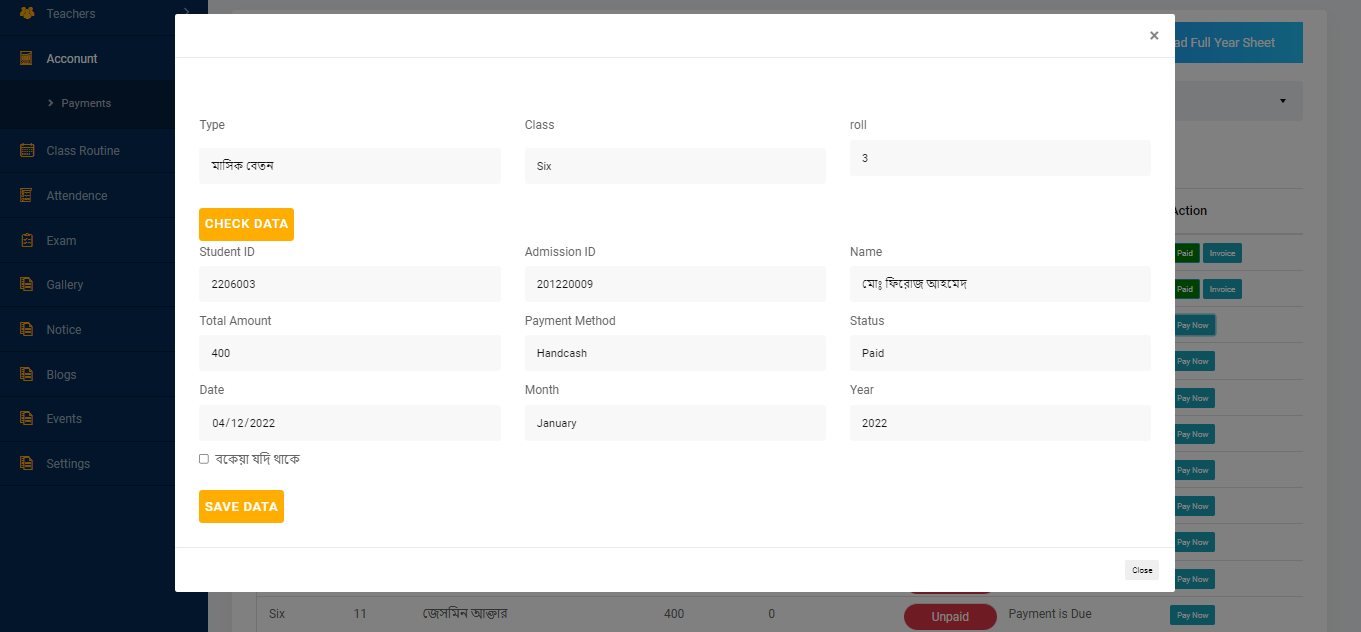 Teachers
×
ad Full Year Sheet
Acconunt
Payments
Type Class roll
মাসিক বেতন Six 3
Class Routine
Attendence
CHECK DATA
Action
Exam
Student ID Admission ID Name
Paid Invoice
2206003 201220009 মোঃ ফিরোজ আহমেদ
Gallery
Paid Invoice
Total Amount Payment Method Status
Notice
Pay Now
400 Handcash Paid
Pay Now
Blogs
Date Month Year
Pay Now
Events
04/12/2022 January 2022
Pay Now
বকেয়া যদি থাকে
Settings
Pay Now
SAVE DATA
Pay Now
Pay Now
Close
Pay Now
Six 11 জেসমিন আক্তার 400 0 Unpaid Payment is Due Pay Now